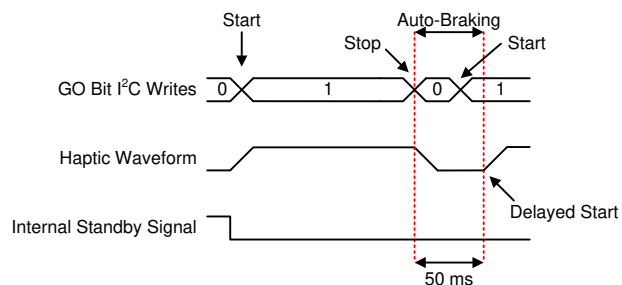 Auto-Braking
Start
Stop
Start
GO Bit I²C Writes
0
1
0
1
Haptic Waveform
Delayed Start
Internal Standby Signal
50 ms